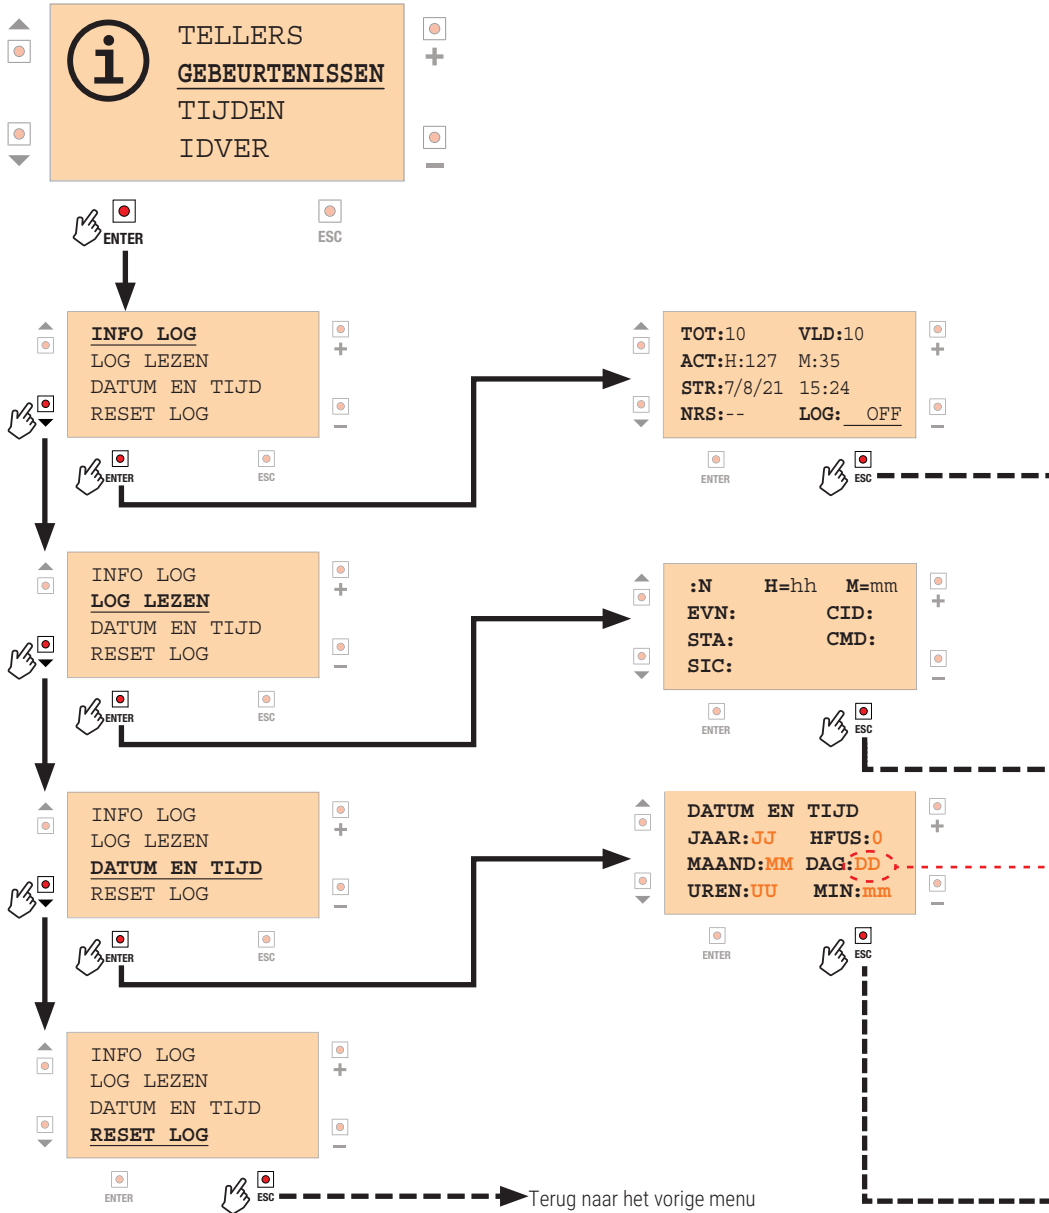 TELLERS
GEBEURTENISSEN
TIJDEN
IDVER
+
−
ENTER
ESC
INFO LOG
LOG LEZEN
DATUM EN TIJD
RESET LOG
+
−
ENTER
ESC
TOT:10 VLD:10
ACT:H:127 M:35
STR:7/8/21 15:24
NRS:-- LOG: OFF
+
−
ENTER
ESC
INFO LOG
LOG LEZEN
DATUM EN TIJD
RESET LOG
+
−
ENTER
ESC
:N H=hh M=mm
EVN: CID:
STA: CMD:
SIC:
+
−
ENTER
ESC
INFO LOG
LOG LEZEN
DATUM EN TIJD
RESET LOG
+
−
ENTER
ESC
DATUM EN TIJD
JAAR:JJ HFUS:0
MAAND:MM DAG:DD
UREN:UU MIN:mm
+
−
ENTER
ESC
INFO LOG
LOG LEZEN
DATUM EN TIJD
RESET LOG
+
−
ENTER
ESC
Terug naar het vorige menu